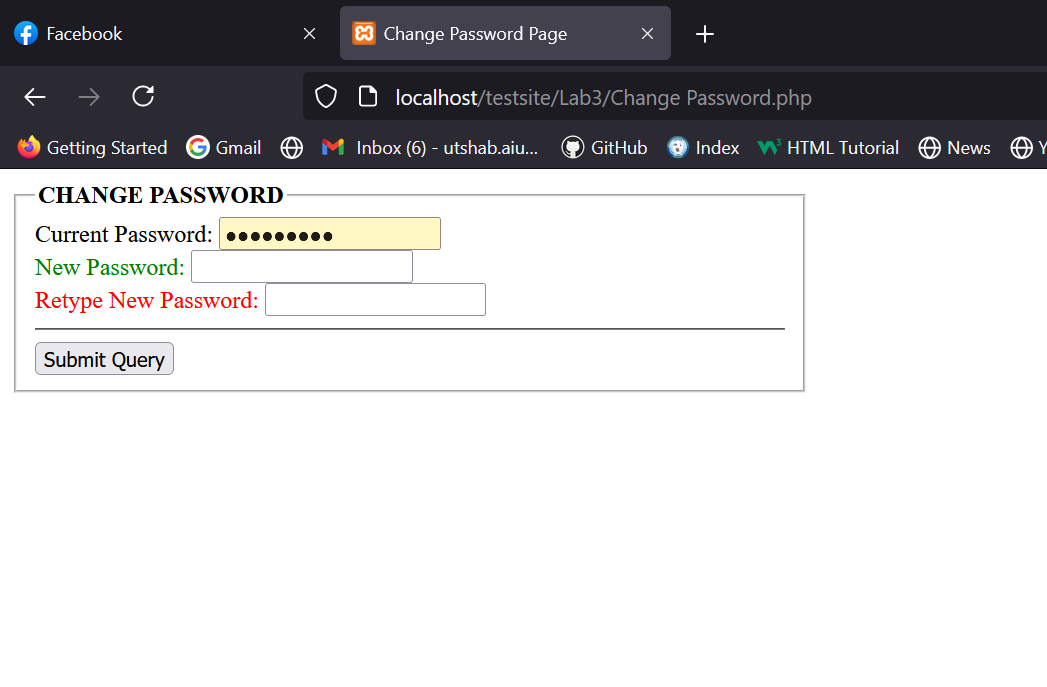 Facebook
Change Password Page
localhost/testsite/Lab3/Change Password.php
Getting Started Gmail Inbox (6) - utshab.aiu... GitHub Index W3 HTML Tutorial News Y
CHANGE PASSWORD
Current Password: ●●●●●●●●●
New Password:
Retype New Password:
Submit Query